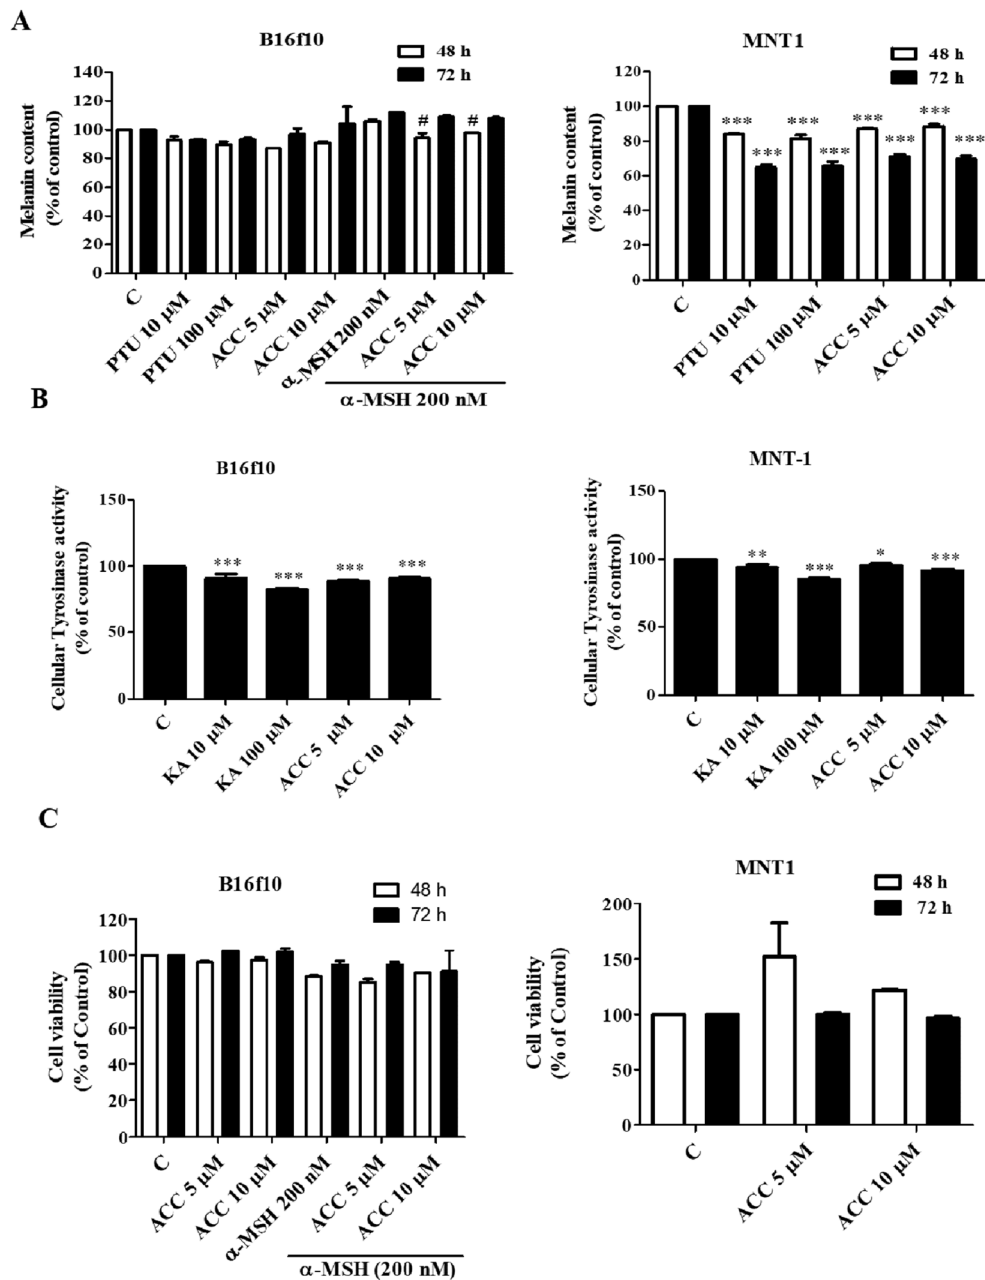 A
B16f10
48 h
72 h
Melanin content
(% of control)
140
120
100
80
60
40
20
0
#
#
C
PTU 10 µM
PTU 100 µM
ACC 5 µM
ACC 10 µM
α-MSH 200 nM
ACC 5 µM
ACC 10 µM
α-MSH 200 nM
MNT1
48 h
72 h
Melanin content
(% of control)
120
100
80
60
40
20
0
***
***
***
***
***
***
***
***
C
PTU 10 µM
PTU 100 µM
ACC 5 µM
ACC 10 µM
B
B16f10
Cellular Tyrosinase activity
(% of control)
150
100
50
0
***
***
***
***
C
KA 10 µM
KA 100 µM
ACC 5 µM
ACC 10 µM
MNT-1
Cellular Tyrosinase activity
(% of control)
150
100
50
0
**
***
*
***
C
KA 10 µM
KA 100 µM
ACC 5 µM
ACC 10 µM
C
B16f10
48 h
72 h
Cell viability
(% of Control)
120
100
80
60
40
20
0
C
ACC 5 µM
ACC 10 µM
α-MSH 200 nM
ACC 5 µM
ACC 10 µM
α-MSH (200 nM)
MNT1
48 h
72 h
Cell viability
(% of Control)
200
150
100
50
0
C
ACC 5 µM
ACC 10 µM